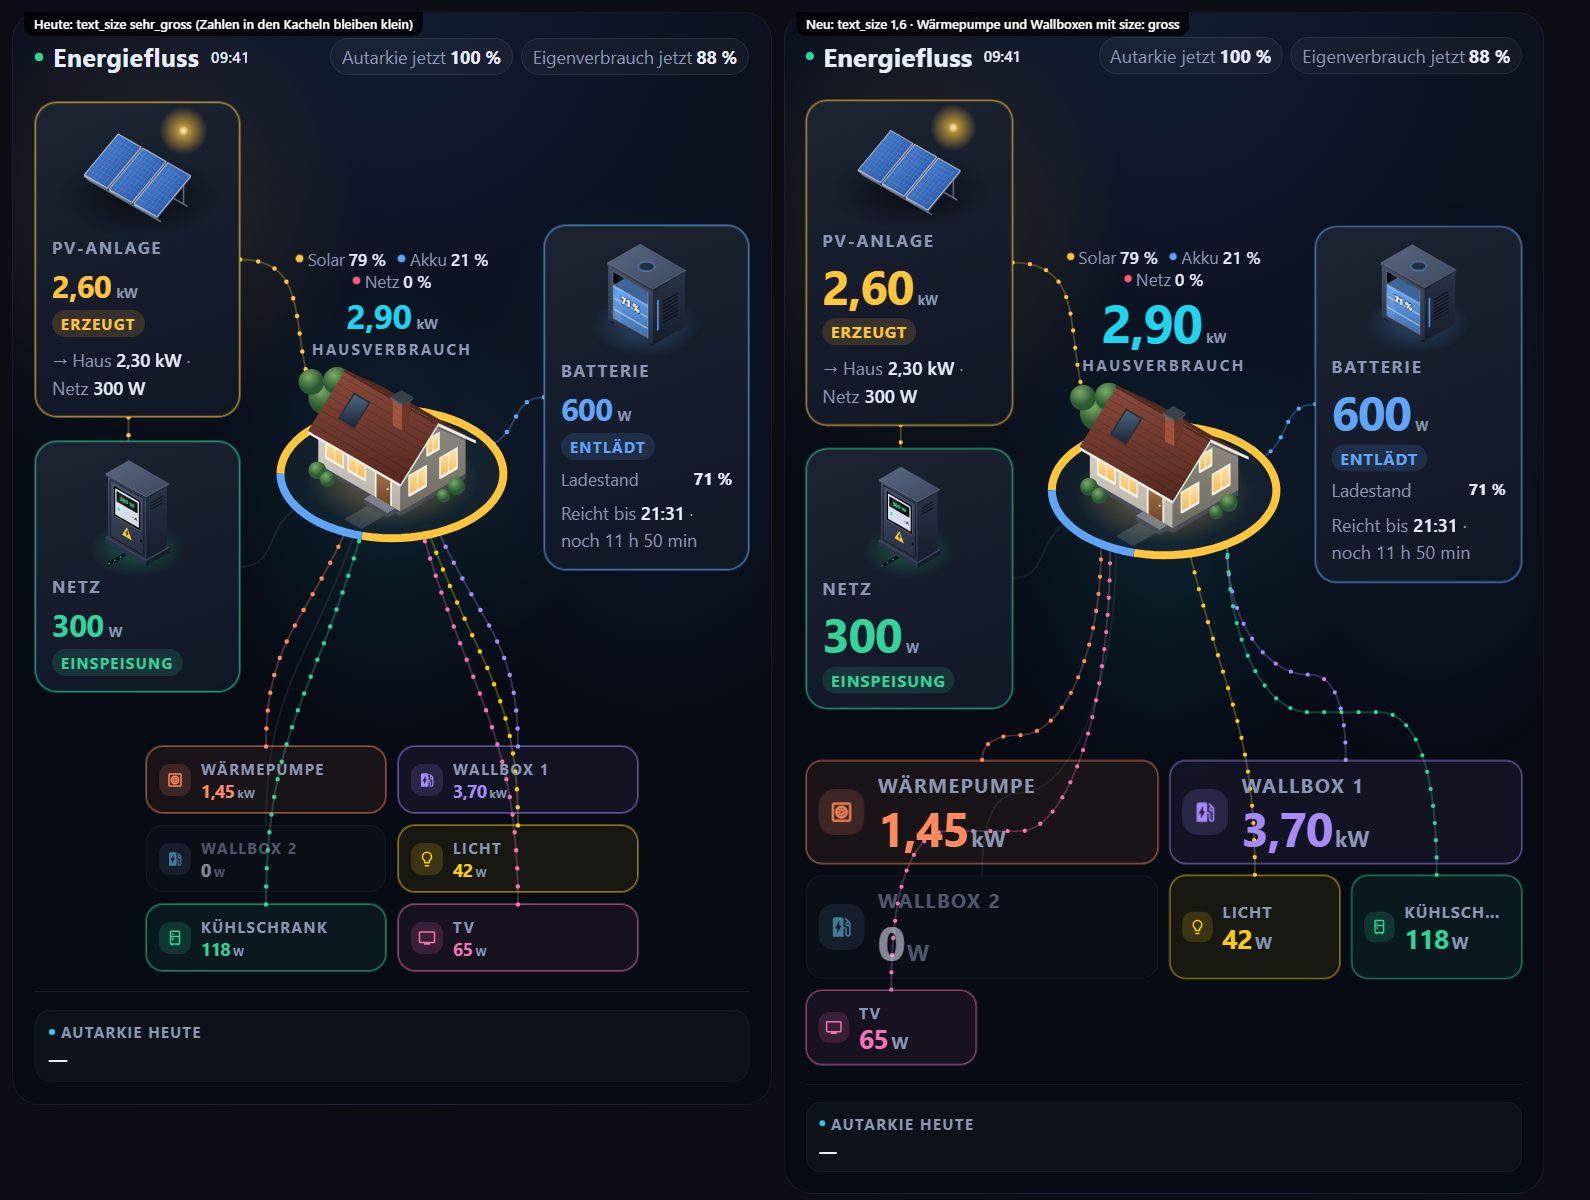 Heute: text_size sehr_gross (Zahlen in den Kacheln bleiben klein)
Energiefluss 09:41
Autarkie jetzt 100 %
Eigenverbrauch jetzt 88 %
PV-ANLAGE
2,60 kW
ERZEUGT
→ Haus 2,30 kW ·
Netz 300 W
Solar 79 % Akku 21 %
Netz 0 %
2,90 kW
HAUSVERBRAUCH
71 %
BATTERIE
600 W
ENTLÄDT
Ladestand 71 %
Reicht bis 21:31 ·
noch 11 h 50 min
NETZ
300 W
EINSPEISUNG
WÄRMEPUMPE
1,45 kW
WALLBOX 1
3,70 kW
WALLBOX 2
0 W
LICHT
42 W
KÜHLSCHRANK
118 W
TV
65 W
AUTARKIE HEUTE
—
Neu: text_size 1,6 · Wärmepumpe und Wallboxen mit size: gross
Energiefluss 09:41
Autarkie jetzt 100 %
Eigenverbrauch jetzt 88 %
PV-ANLAGE
2,60 kW
ERZEUGT
→ Haus 2,30 kW ·
Netz 300 W
Solar 79 % Akku 21 %
Netz 0 %
2,90 kW
HAUSVERBRAUCH
71 %
BATTERIE
600 W
ENTLÄDT
Ladestand 71 %
Reicht bis 21:31 ·
noch 11 h 50 min
NETZ
300 W
EINSPEISUNG
WÄRMEPUMPE
1,45 kW
WALLBOX 1
3,70 kW
WALLBOX 2
0 W
LICHT
42 W
KÜHLSCH...
118 W
TV
65 W
AUTARKIE HEUTE
—